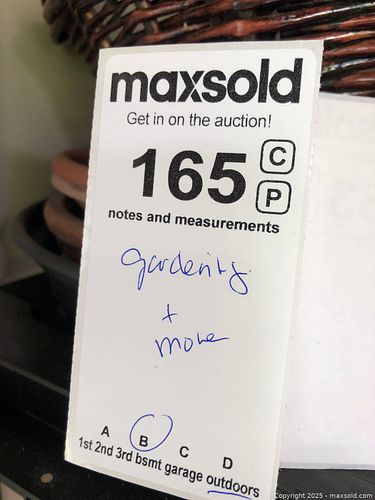 maxsold
Get in on the auction!
165 C
P
notes and measurements
gardening
+
more
A B C D
1st 2nd 3rd bsmt garage outdoors
Copyright 2025 - maxsold.com